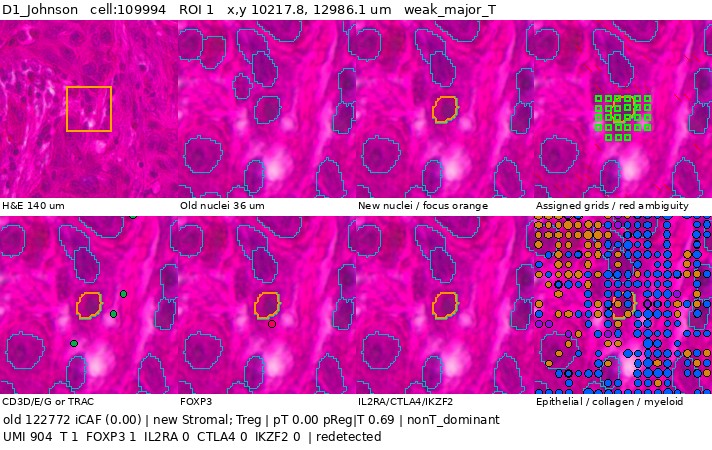 D1_Johnson   cell:109994   ROI 1   x,y 10217.8, 12986.1 um   weak_major_T
H&E 140 um
Old nuclei 36 um
New nuclei / focus orange
Assigned grids / red ambiguity
CD3D/E/G or TRAC
FOXP3
IL2RA/CTLA4/IKZF2
Epithelial / collagen / myeloid
old 122772 iCAF (0.00) | new Stromal; Treg | pT 0.00 pReg|T 0.69 | nonT_dominant
UMI 904  T 1  FOXP3 1  IL2RA 0  CTLA4 0  IKZF2 0  | redetected